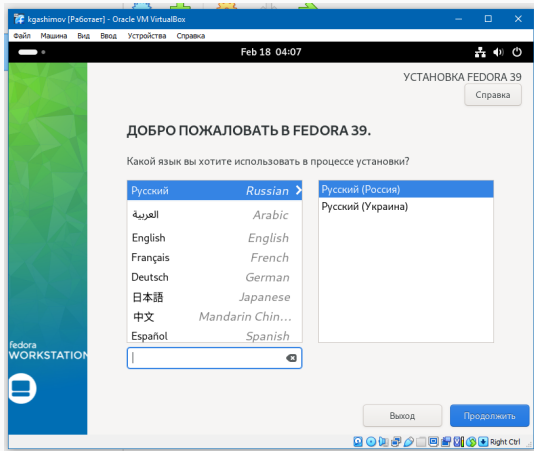 kgashimov [Работает] - Oracle VM VirtualBox
Файл Машина Вид Ввод Устройства Справка
Feb 18 04:07
УСТАНОВКА FEDORA 39
Справка
ДОБРО ПОЖАЛОВАТЬ В FEDORA 39.
Какой язык вы хотите использовать в процессе установки?
Русский Russian
العربية Arabic
English English
Français French
Deutsch German
日本語 Japanese
中文 Mandarin Chin...
Español Spanish
Русский (Россия)
Русский (Украина)
fedora
WORKSTATION
Выход
Продолжить
Right Ctrl